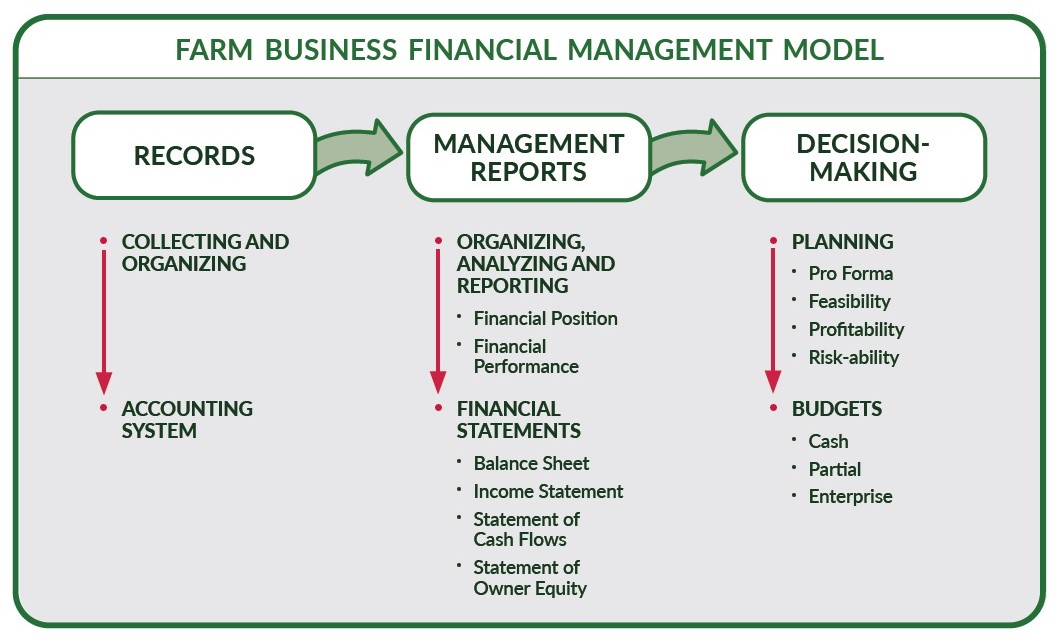 FARM BUSINESS FINANCIAL MANAGEMENT MODEL
RECORDS
COLLECTING AND
ORGANIZING
ACCOUNTING
SYSTEM
MANAGEMENT
REPORTS
ORGANIZING,
ANALYZING AND
REPORTING
Financial Position
Financial
Performance
FINANCIAL
STATEMENTS
Balance Sheet
Income Statement
Statement of
Cash Flows
Statement of
Owner Equity
DECISION-
MAKING
PLANNING
Pro Forma
Feasibility
Profitability
Risk-ability
BUDGETS
Cash
Partial
Enterprise